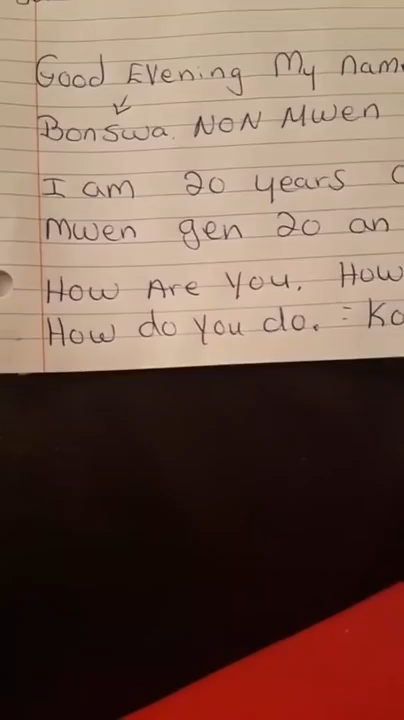 Good Evening My nam
Bonswa. NON Mwen
I am 20 years
Mwen gen 20 an
How Are You. How
How do you do. = Ko